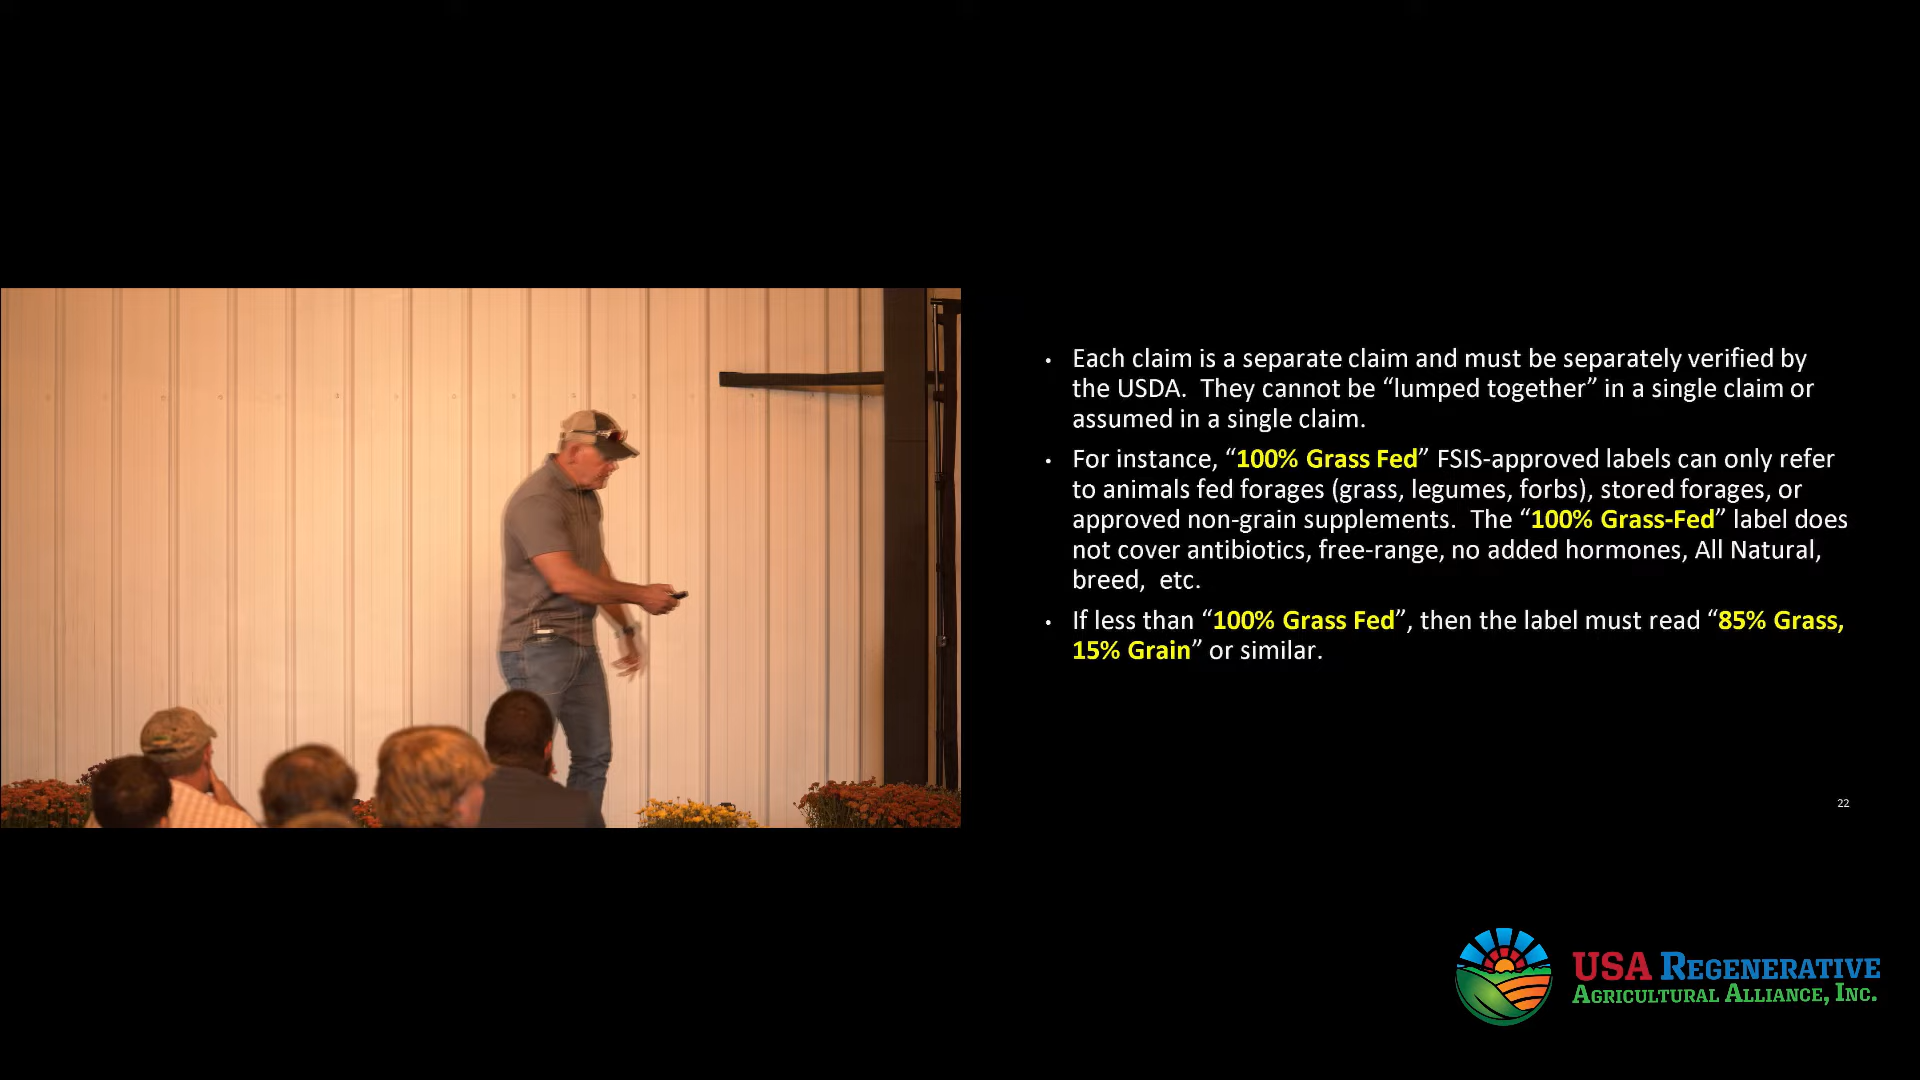 • Each claim is a separate claim and must be separately verified by
the USDA.  They cannot be “lumped together” in a single claim or
assumed in a single claim.
• For instance, “100% Grass Fed” FSIS-approved labels can only refer
to animals fed forages (grass, legumes, forbs), stored forages, or
approved non-grain supplements.  The “100% Grass-Fed” label does
not cover antibiotics, free-range, no added hormones, All Natural,
breed,  etc.
• If less than “100% Grass Fed”, then the label must read “85% Grass,
15% Grain” or similar.
22
USA REGENERATIVE
AGRICULTURAL ALLIANCE, INC.